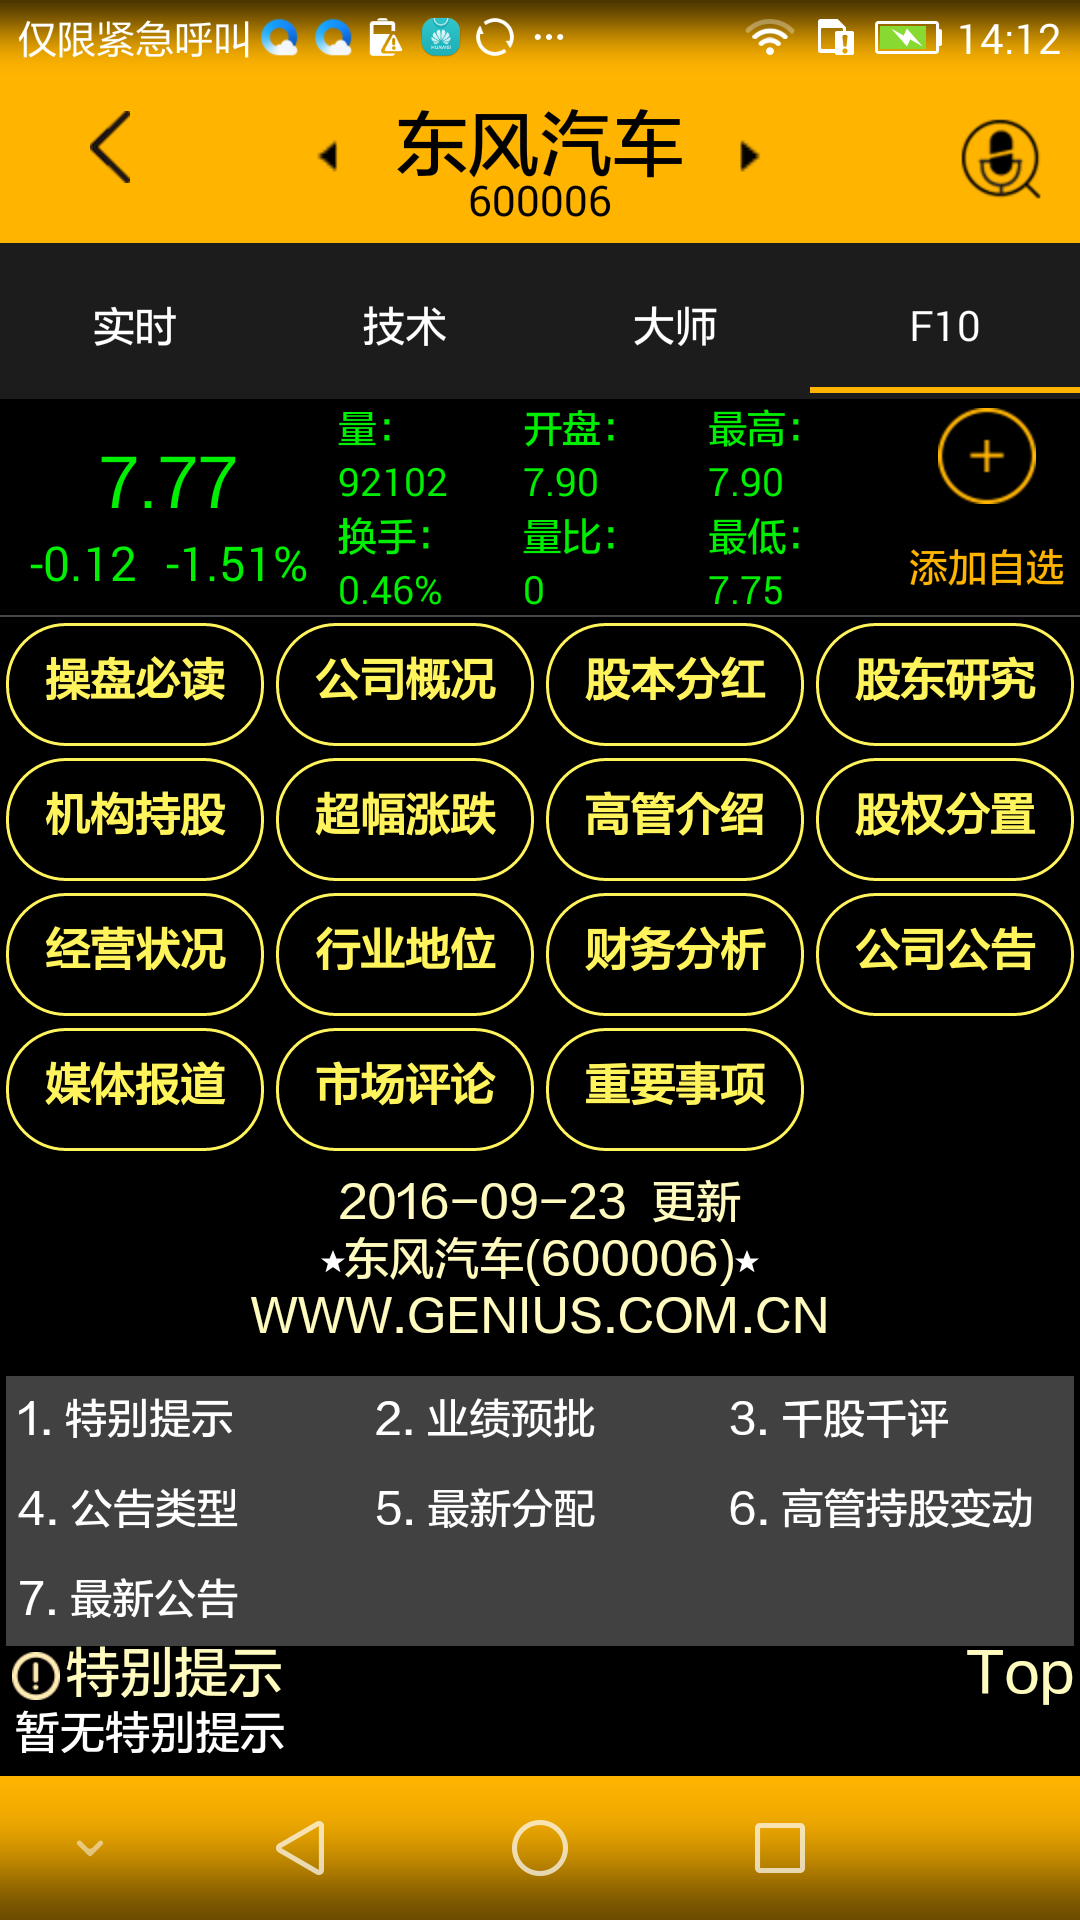 仅限紧急呼叫 ... 14:12
东风汽车
600006
实时 技术 大师 F10
7.77
-0.12 -1.51%
量: 开盘: 最高:
92102 7.90 7.90
换手: 量比: 最低:
0.46% 0 7.75
添加自选
操盘必读 公司概况 股本分红 股东研究
机构持股 超幅涨跌 高管介绍 股权分置
经营状况 行业地位 财务分析 公司公告
媒体报道 市场评论 重要事项
2016-09-23 更新
★东风汽车(600006)★
WWW.GENIUS.COM.CN
1. 特别提示 2. 业绩预批 3. 千股千评
4. 公告类型 5. 最新分配 6. 高管持股变动
7. 最新公告
特别提示 Top
暂无特别提示